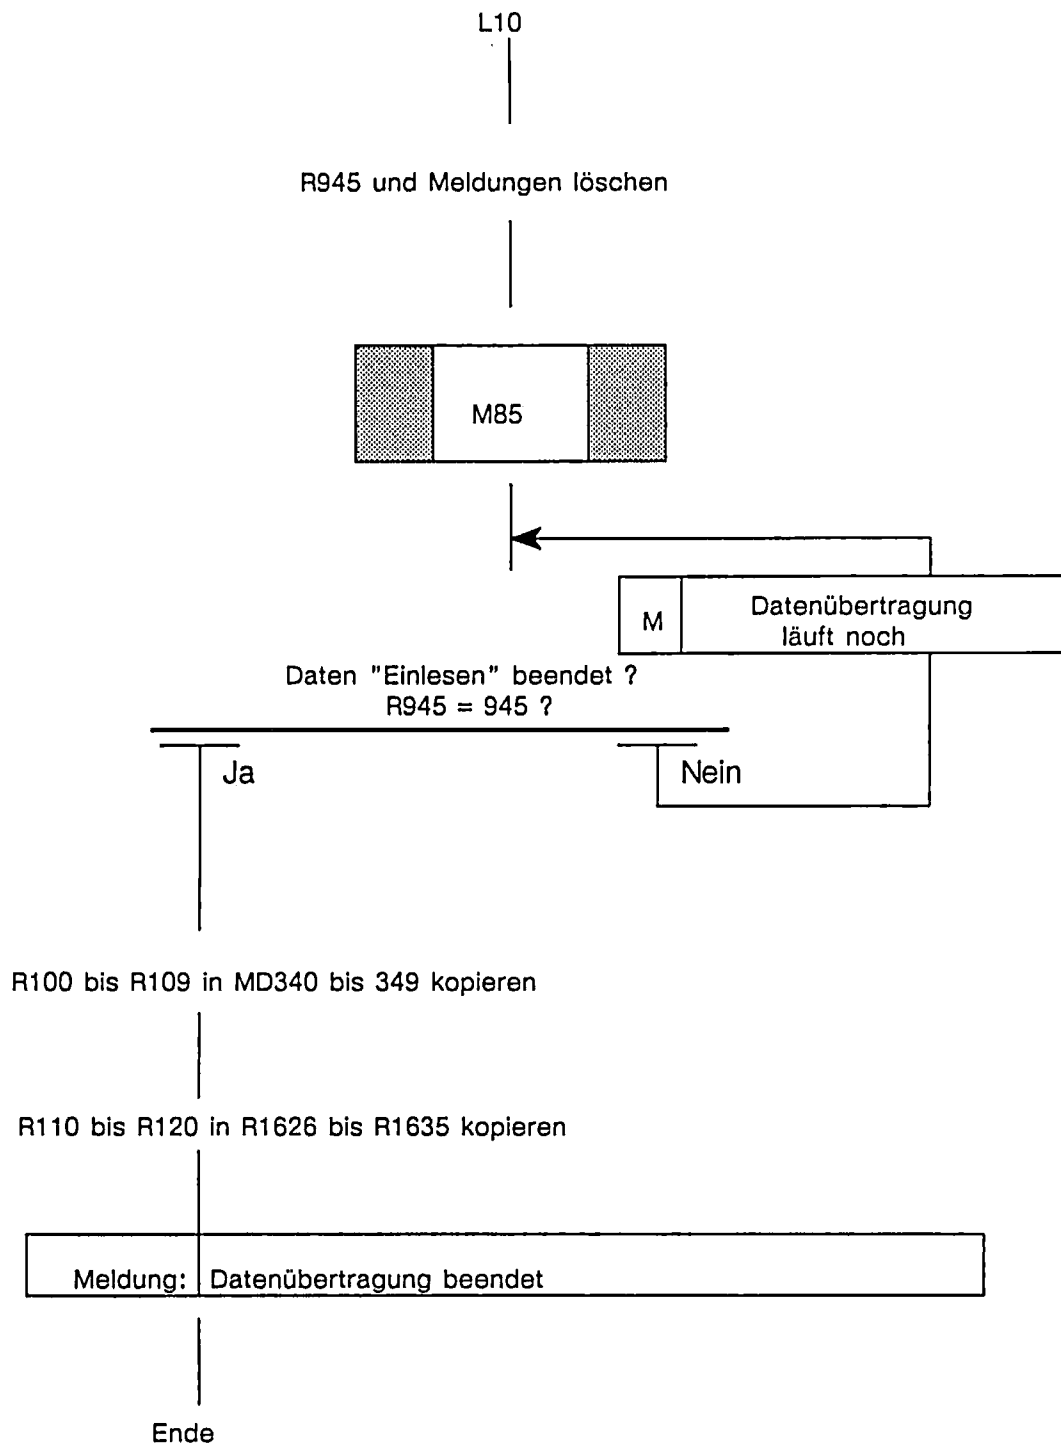 L10
R945 und Meldungen löschen
M85
M
Datenübertragung
läuft noch
Daten "Einlesen" beendet ?
R945 = 945 ?
Ja
Nein
R100 bis R109 in MD340 bis 349 kopieren
R110 bis R120 in R1626 bis R1635 kopieren
Meldung: Datenübertragung beendet
Ende